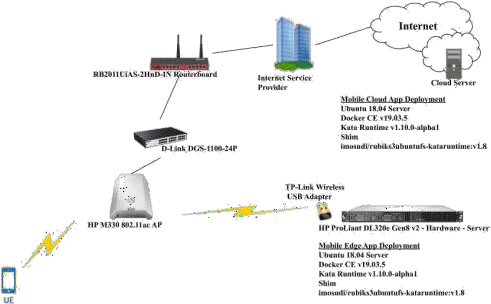 Internet
RB2011UiAS-2HnD-IN Routerboard
Internet Service
Provider
Cloud Server
Mobile Cloud App Deployment
Ubuntu 18.04 Server
Docker CE v19.03.5
Kata Runtime v1.10.0-alpha1
Shim
imosudi/rubiks3ubuntufs-kataruntime:v1.8
D-Link DGS-1100-24P
TP-Link Wireless
USB Adapter
HP M330 802.11ac AP
HP ProLiant DL320e Gen8 v2 - Hardware - Server
Mobile Edge App Deployment
Ubuntu 18.04 Server
Docker CE v19.03.5
Kata Runtime v1.10.0-alpha1
Shim
imosudi/rubiks3ubuntufs-kataruntime:v1.8
UE